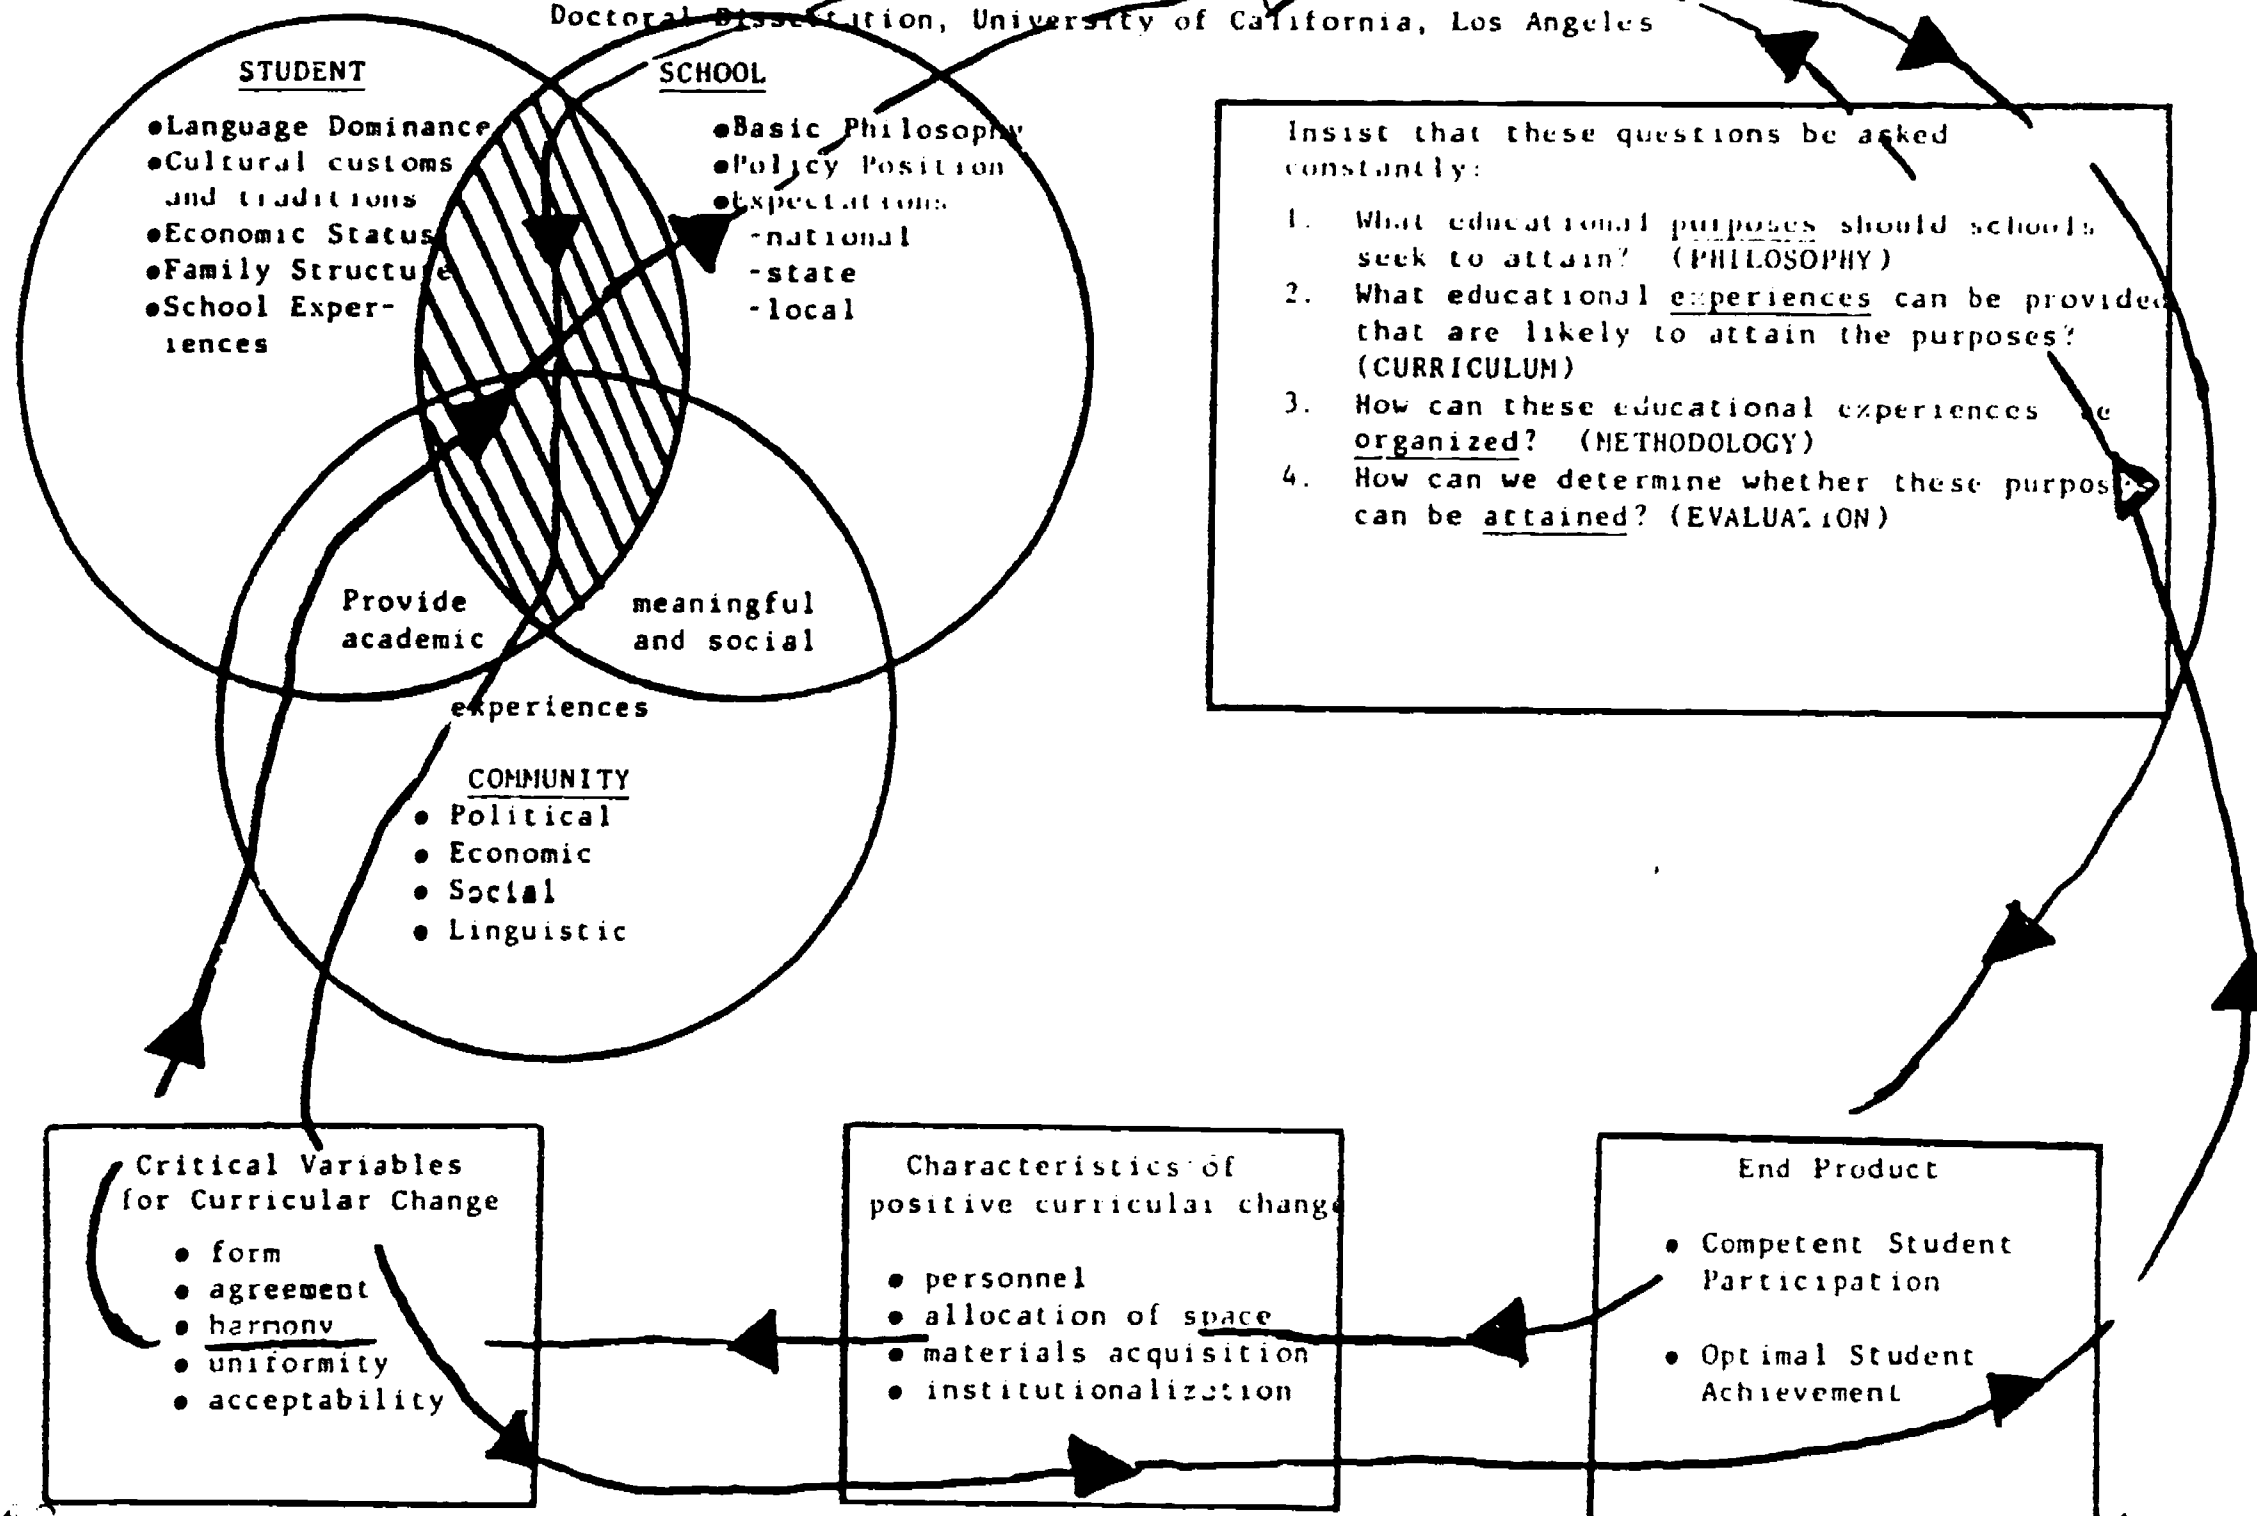 Doctoral Dissertation, University of California, Los Angeles
STUDENT
●Language Dominance
●Cultural customs
and traditions
●Economic Status
●Family Structure
●School Exper-
iences
SCHOOL
●Basic Philosophy
●Policy Position
●Expectations
-national
-state
-local
Provide
academic
meaningful
and social
experiences
COMMUNITY
● Political
● Economic
● Social
● Linguistic
Insist that these questions be asked
constantly:
1. What educational purposes should schools
seek to attain? (PHILOSOPHY)
2. What educational experiences can be provided
that are likely to attain the purposes?
(CURRICULUM)
3. How can these educational experiences be
organized? (METHODOLOGY)
4. How can we determine whether these purposes
can be attained? (EVALUATION)
Critical Variables
for Curricular Change
● form
● agreement
● harmony
● uniformity
● acceptability
Characteristics of
positive curricular change
● personnel
● allocation of space
● materials acquisition
● institutionalization
End Product
● Competent Student
Participation
● Optimal Student
Achievement